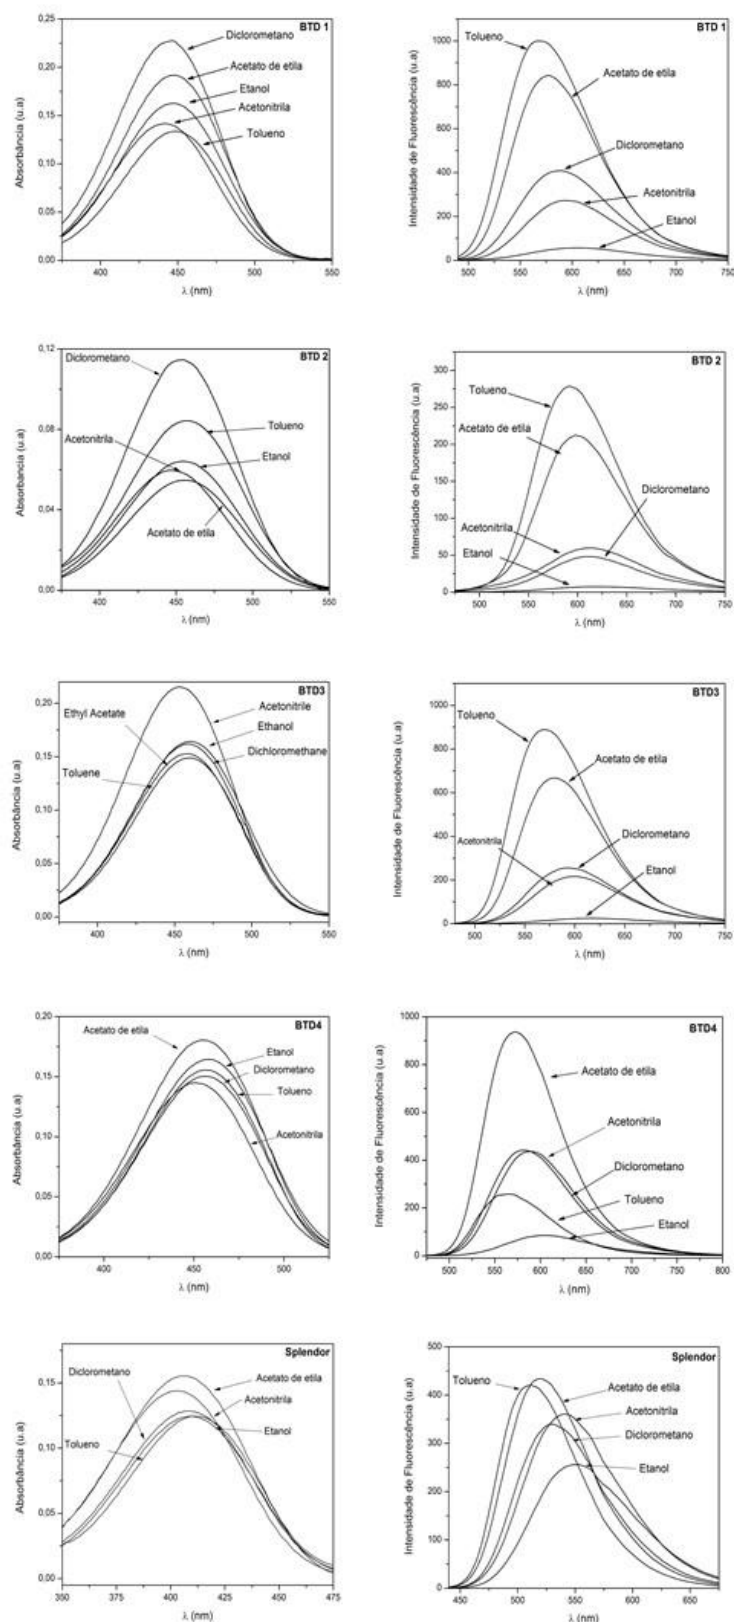 BTD 1
0,25
0,20
0,15
0,10
0,05
0,00
Absorbância (u.a)
Diclorometano
Acetato de etila
Etanol
Acetonitrila
Tolueno
400 450 500 550
λ (nm)
BTD 1
1000
800
600
400
200
0
Intensidade de Fluorescência (u.a)
Tolueno
Acetato de etila
Diclorometano
Acetonitrila
Etanol
500 550 600 650 700 750
λ (nm)
BTD 2
0,12
0,08
0,04
0,00
Absorbancia (u.a)
Diclorometano
Tolueno
Acetonitrila
Etanol
Acetato de etila
400 450 500 550
λ (nm)
BTD 2
300
250
200
150
100
50
0
Intensidade de Fluorescência (u.a)
Tolueno
Acetato de etila
Diclorometano
Acetonitrila
Etanol
500 550 600 650 700 750
λ (nm)
BTD3
0,20
0,15
0,10
0,05
0,00
Absorbância (u.a)
Ethyl Acetate
Acetonitrile
Ethanol
Dichloromethane
Toluene
400 450 500 550
λ (nm)
BTD3
1000
800
600
400
200
0
Intensidade de Fluorescência (u.a)
Tolueno
Acetato de etila
Diclorometano
Acetonitrila
Etanol
500 550 600 650 700 750
λ (nm)
BTD4
0,20
0,15
0,10
0,05
0,00
Absorbância (u.a)
Acetato de etila
Etanol
Diclorometano
Tolueno
Acetonitrila
400 450 500
λ (nm)
BTD4
1000
800
600
400
200
0
Intensidade de Fluorescência (u.a)
Acetato de etila
Acetonitrila
Diclorometano
Tolueno
Etanol
500 550 600 650 700 750 800
λ (nm)
Splendor
0,15
0,10
0,05
0,00
Absorbância (u.a)
Diclorometano
Acetato de etila
Acetonitrila
Etanol
Tolueno
350 375 400 425 450 475
λ (nm)
Splendor
500
400
300
200
100
0
Intensidade de Fluorescência (u.a)
Tolueno
Acetato de etila
Acetonitrila
Diclorometano
Etanol
450 500 550 600 650
λ (nm)